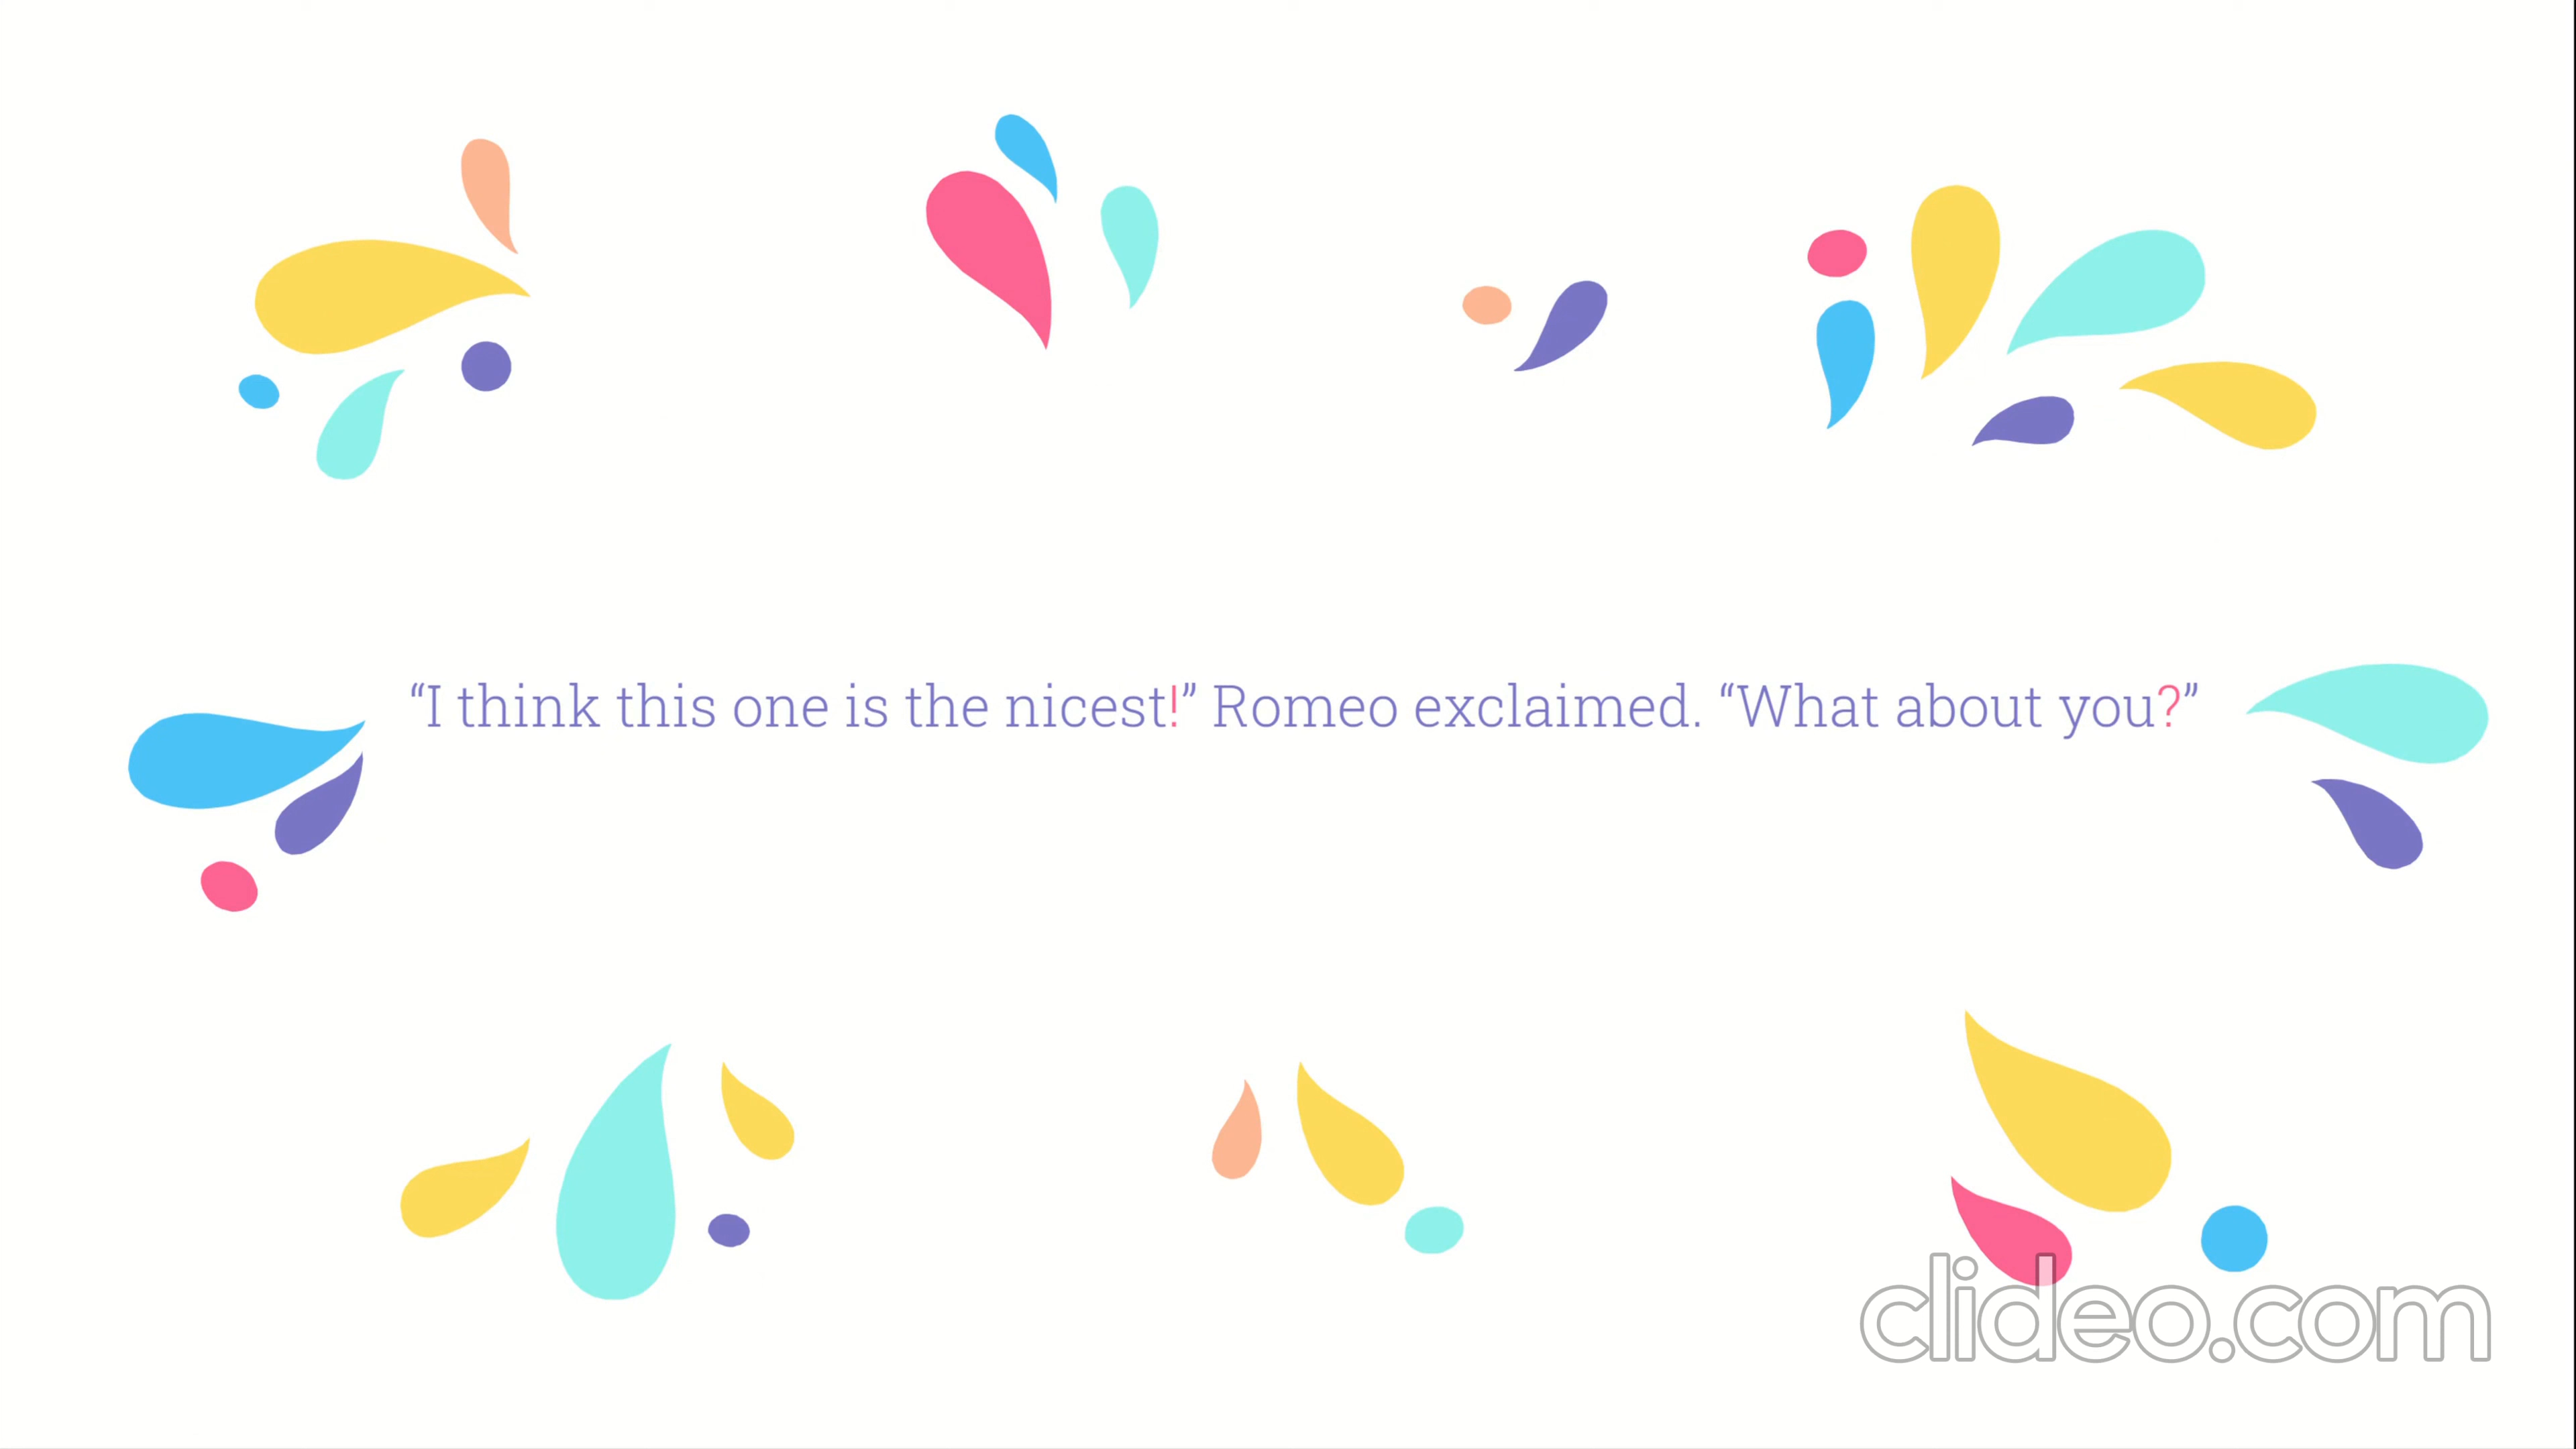 “I think this one is the nicest!” Romeo exclaimed. “What about you?”
clideo.com